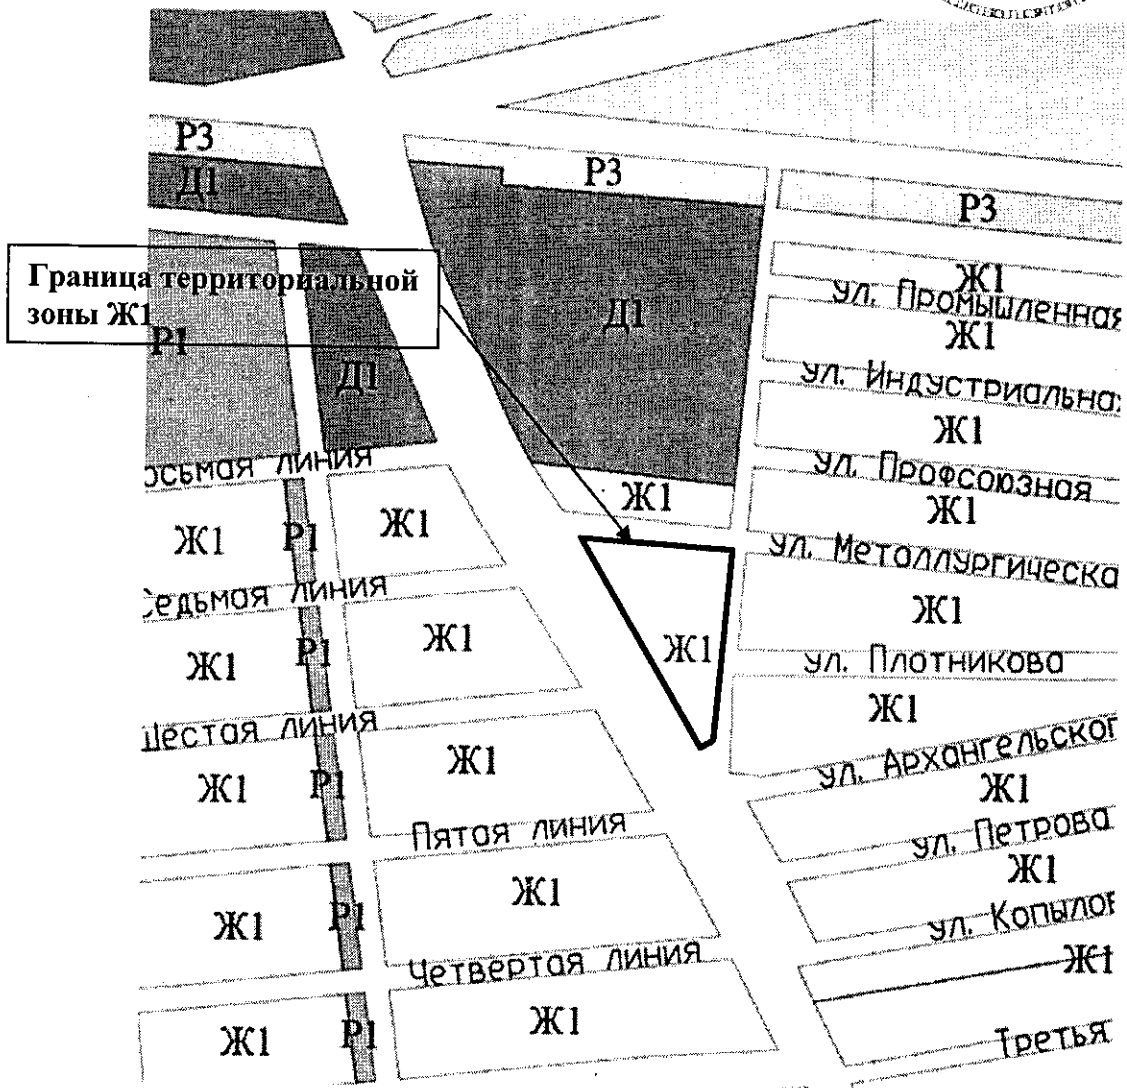 Р3
Д1
Р3
Р3
Граница территориальной
зоны Ж1
Р1
Д1
Д1
Ж1
ул. Промышленная
Ж1
ул. Индустриальная
Ж1
ул. Профсоюзная
Ж1
Ж1
ул. Металлургическа
осьмая линия
Ж1
Р1
Ж1
Седьмая линия
Ж1
ул. Плотникова
Ж1
Р1
Ж1
Ж1
Ж1
ул. Архангельског
Шестая линия
Ж1
Р1
Ж1
Ж1
ул. Петрова
Пятая линия
Ж1
ул. Копылов
Ж1
Р1
Ж1
Ж1
Четвертая линия
Третья
Ж1
Р1
Ж1